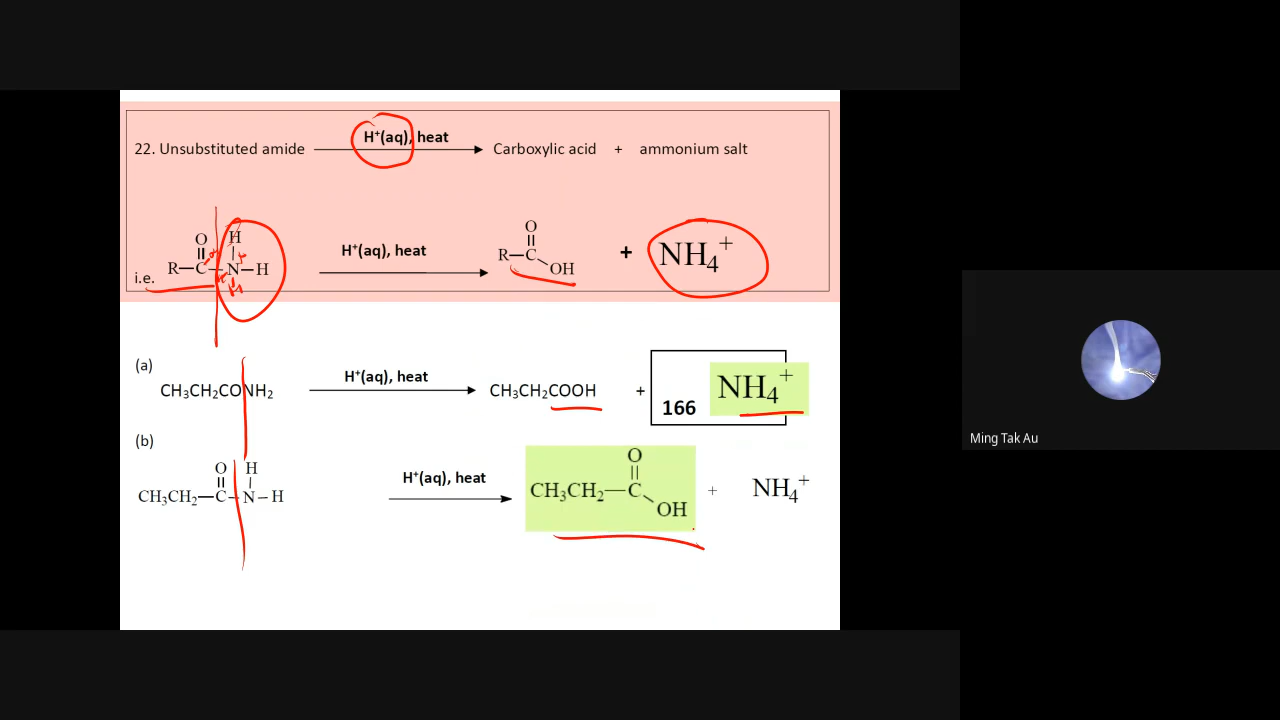 22. Unsubstituted amide H⁺(aq), heat Carboxylic acid + ammonium salt
i.e. R—C(=O)—N(H)—H H⁺(aq), heat R—C(=O)OH + NH₄⁺
(a)
CH₃CH₂CONH₂ H⁺(aq), heat CH₃CH₂COOH + 166 NH₄⁺
(b)
CH₃CH₂—C(=O)—N(H)—H H⁺(aq), heat CH₃CH₂—C(=O)OH + NH₄⁺
Ming Tak Au